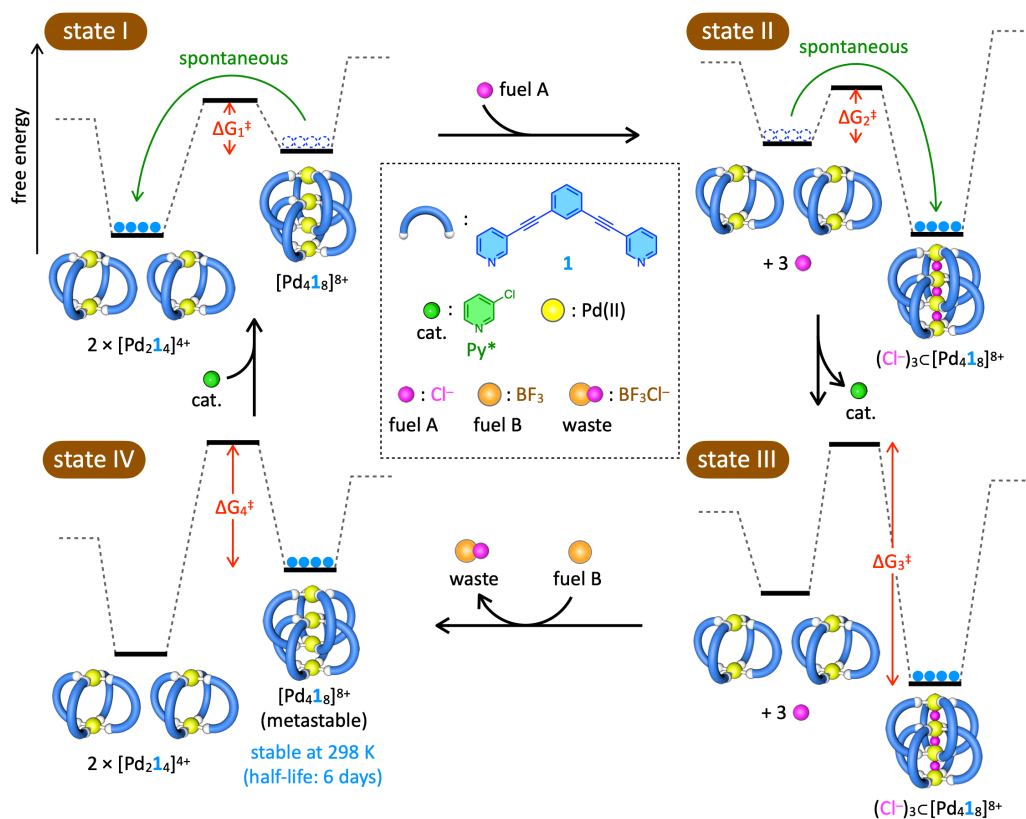 state I
spontaneous
free energy
ΔG₁‡
2 × [Pd₂1₄]⁴⁺
[Pd₄1₈]⁸⁺
fuel A
state II
spontaneous
ΔG₂‡
+ 3
(Cl⁻)₃⊂[Pd₄1₈]⁸⁺
N
N
1
cat.
:
Cl
N
Py*
: Pd(II)
: Cl⁻
: BF₃
: BF₃Cl⁻
fuel A
fuel B
waste
cat.
cat.
state IV
ΔG₄‡
2 × [Pd₂1₄]⁴⁺
[Pd₄1₈]⁸⁺
(metastable)
stable at 298 K
(half-life: 6 days)
waste
fuel B
state III
ΔG₃‡
+ 3
(Cl⁻)₃⊂[Pd₄1₈]⁸⁺